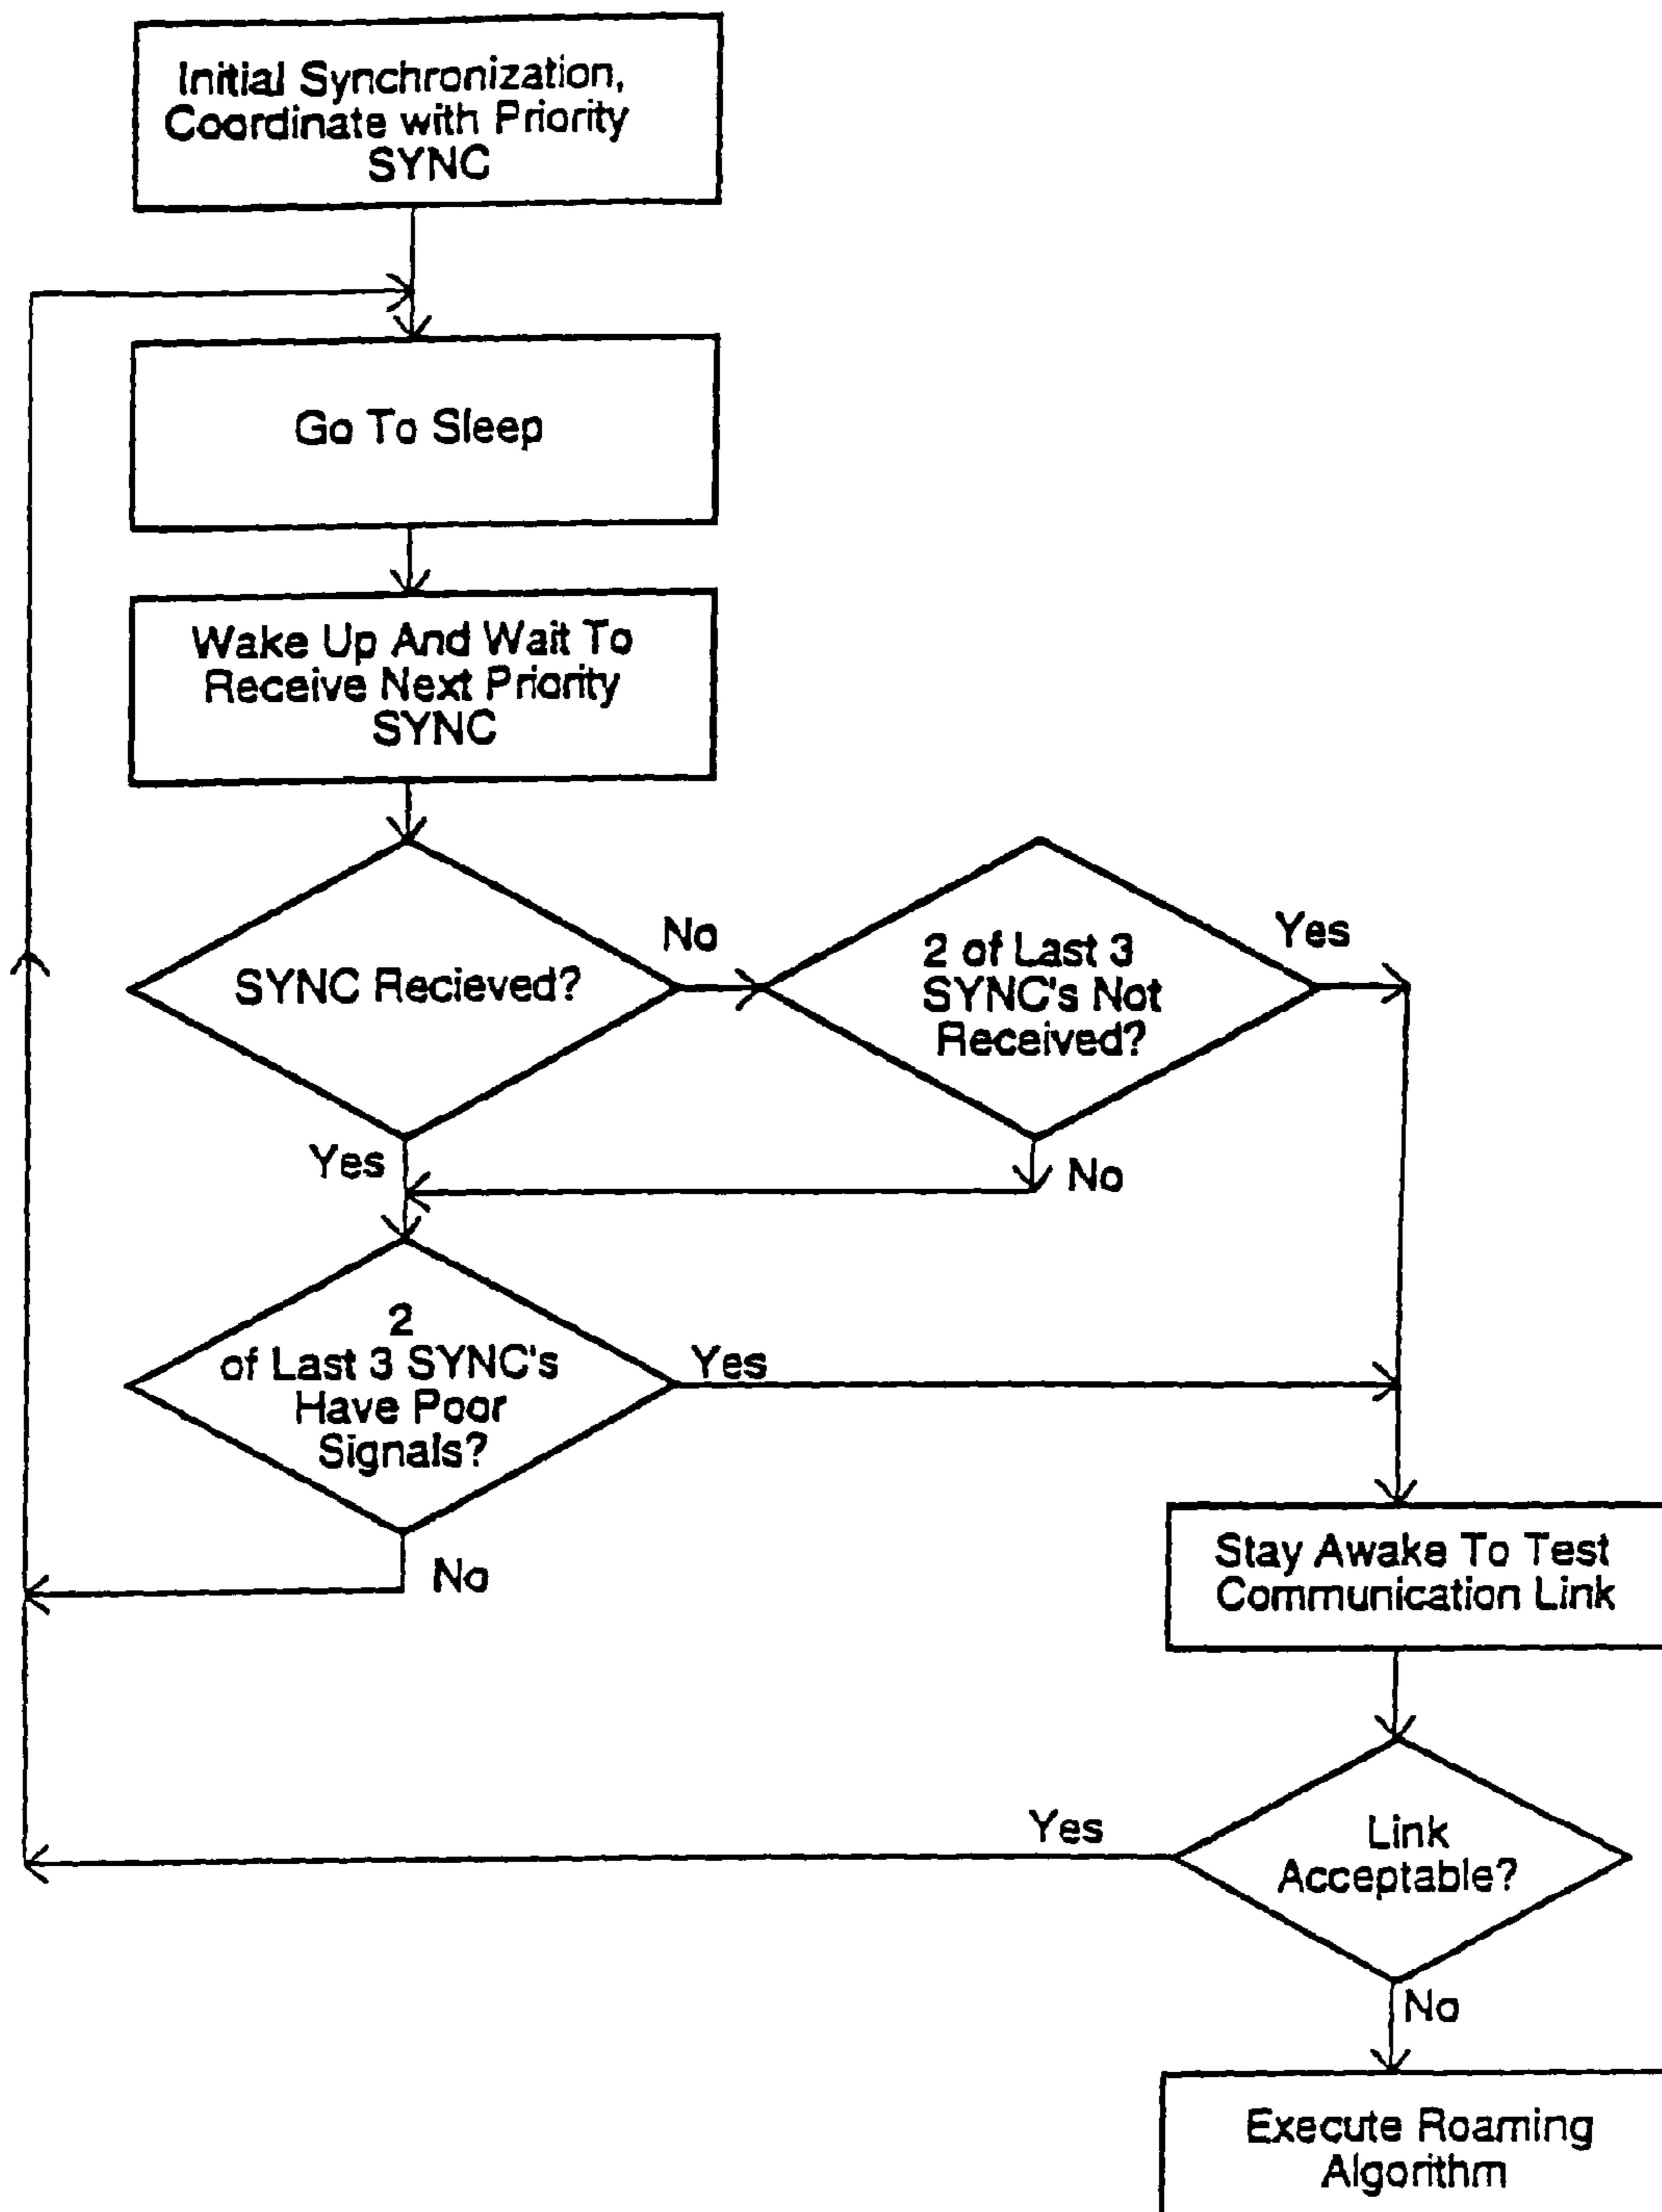 Initial Synchronization,
Coordinate with Priority
SYNC
Go To Sleep
Wake Up And Wait To
Receive Next Priority
SYNC
SYNC Recieved?
No
2 of Last 3
SYNC's Not
Received?
Yes
Yes
No
2
of Last 3 SYNC's
Have Poor
Signals?
Yes
No
Stay Awake To Test
Communication Link
Link
Acceptable?
Yes
No
Execute Roaming
Algorithm